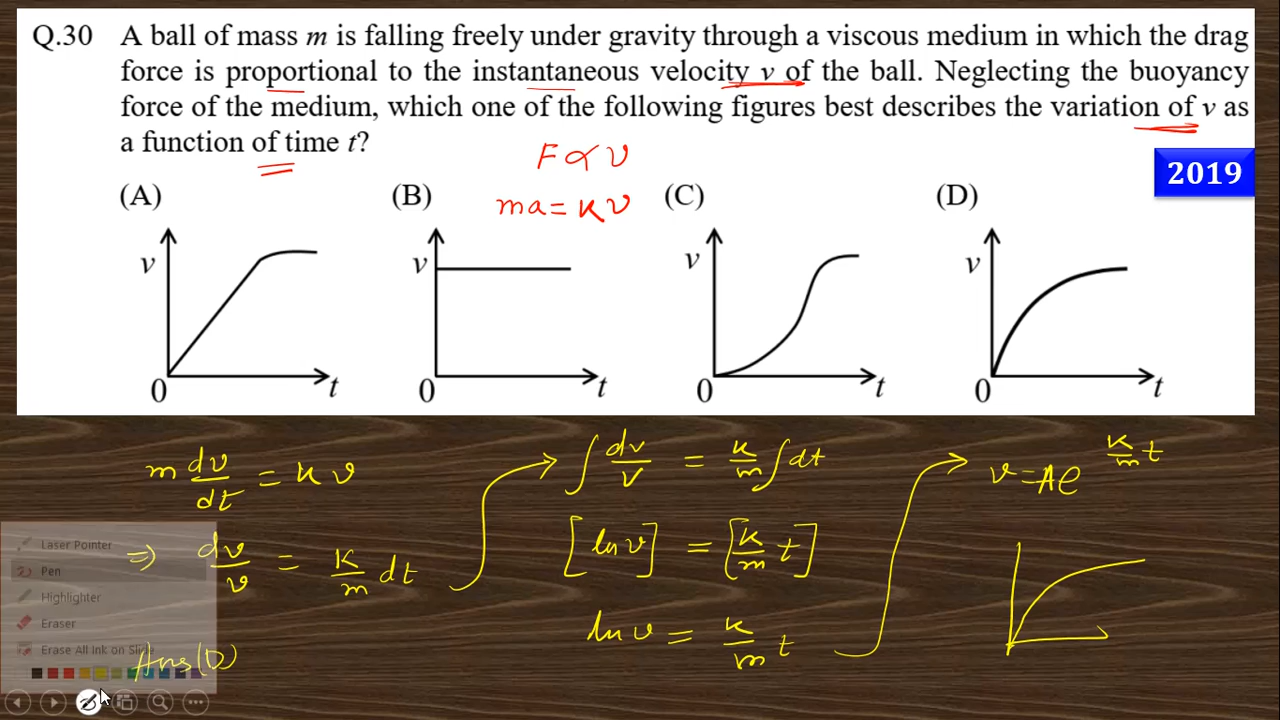 Q.30 A ball of mass m is falling freely under gravity through a viscous medium in which the drag
force is proportional to the instantaneous velocity v of the ball. Neglecting the buoyancy
force of the medium, which one of the following figures best describes the variation of v as
a function of time t?
F ∝ v
2019
(A) (B) (C) (D)
ma = kv
v v v v
0 t 0 t 0 t 0 t
m dv/dt = kv
⇒ dv/v = k/m dt
∫ dv/v = k/m ∫ dt
[ln v] = [k/m t]
ln v = k/m t
v = Ae^(k/m t)
Laser Pointer
Pen
Highlighter
Eraser
Erase All Ink on Slide
Ans (D)